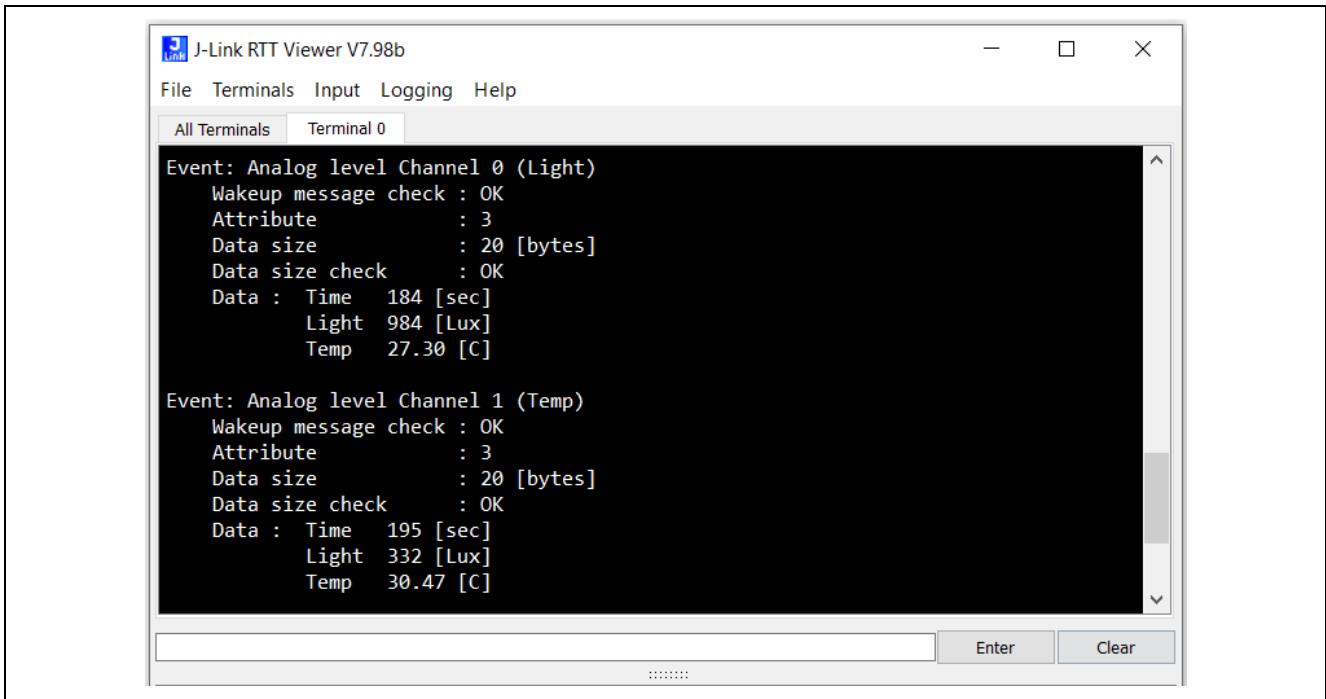 J-Link RTT Viewer V7.98b
File Terminals Input Logging Help
All Terminals Terminal 0
Event: Analog level Channel 0 (Light)
Wakeup message check : OK
Attribute : 3
Data size : 20 [bytes]
Data size check : OK
Data : Time 184 [sec]
Light 984 [Lux]
Temp 27.30 [C]
Event: Analog level Channel 1 (Temp)
Wakeup message check : OK
Attribute : 3
Data size : 20 [bytes]
Data size check : OK
Data : Time 195 [sec]
Light 332 [Lux]
Temp 30.47 [C]
Enter Clear